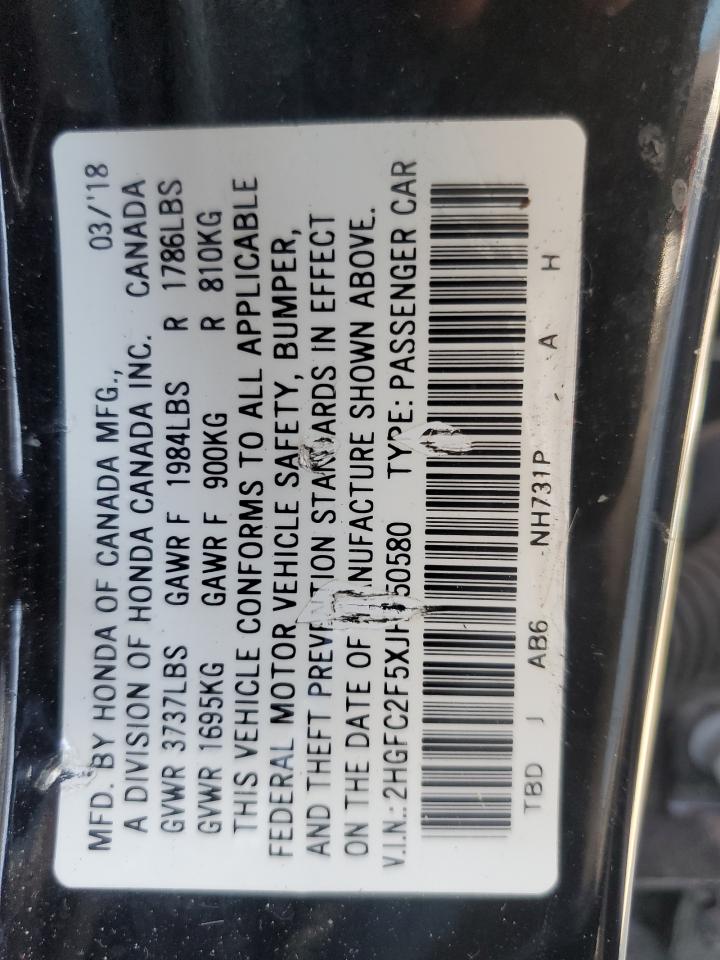 MFD. BY HONDA OF CANADA MFG., 03/'18
A DIVISION OF HONDA CANADA INC. CANADA
GVWR 3737LBS GAWR F 1984LBS R 1786LBS
GVWR 1695KG GAWR F 900KG R 810KG
THIS VEHICLE CONFORMS TO ALL APPLICABLE
FEDERAL MOTOR VEHICLE SAFETY, BUMPER,
AND THEFT PREVENTION STANDARDS IN EFFECT
ON THE DATE OF MANUFACTURE SHOWN ABOVE.
V.I.N.: TYPE: PASSENGER CAR
TBD J AB6 -NH731P A H